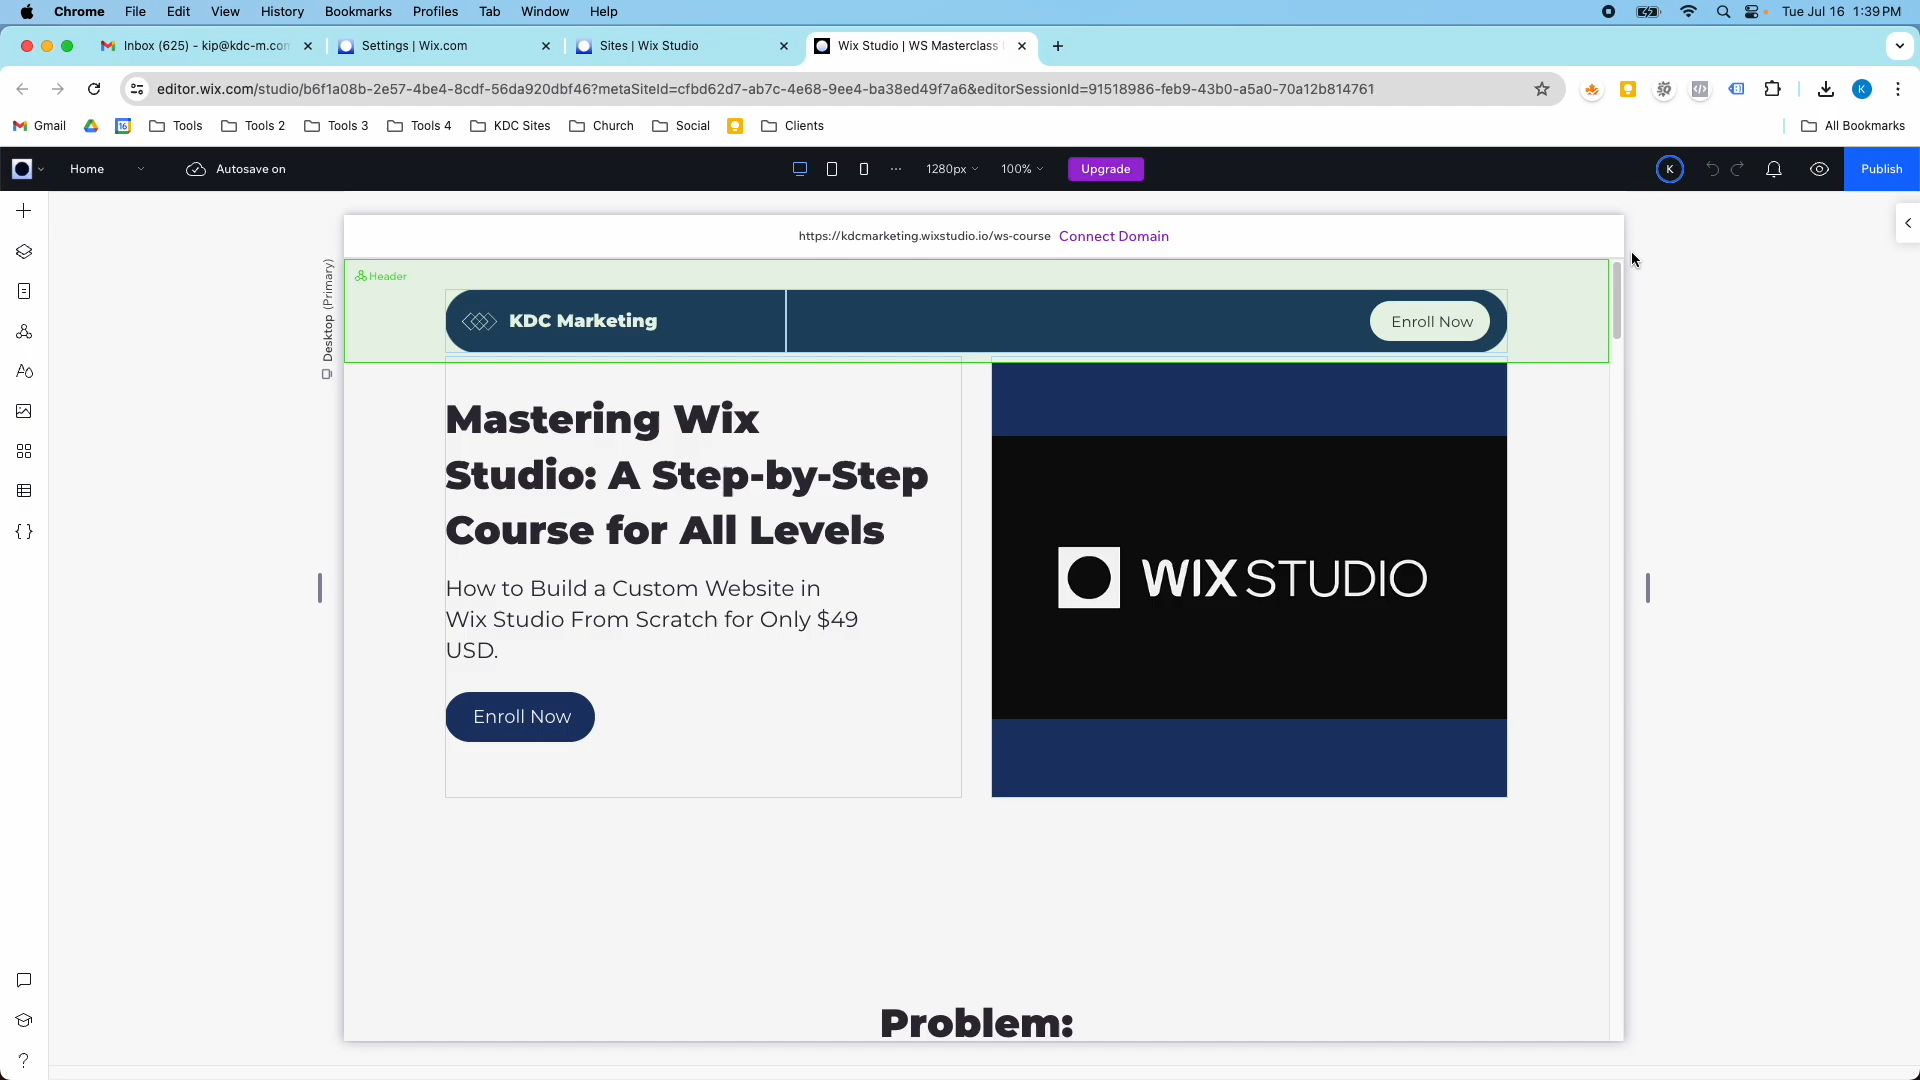 Chrome File Edit View History Bookmarks Profiles Tab Window Help Tue Jul 16 1:39 PM
Inbox (625) - kip@kdc-m.com Settings | Wix.com Sites | Wix Studio Wix Studio | WS Masterclass
editor.wix.com/studio/b6f1a08b-2e57-4be4-8cdf-56da920dbf46?metaSiteId=cfbd62d7-ab7c-4e68-9ee4-ba38ed49f7a6&editorSessionId=91518986-feb9-43b0-a5a0-70a12b814761 K
Gmail 16 Tools Tools 2 Tools 3 Tools 4 KDC Sites Church Social Clients All Bookmarks
Home Autosave on 1280px 100% Upgrade K Publish
https://kdcmarketing.wixstudio.io/ws-course Connect Domain
Desktop (Primary)
Header
KDC Marketing Enroll Now
Mastering Wix
Studio: A Step-by-Step
Course for All Levels
How to Build a Custom Website in
Wix Studio From Scratch for Only $49
USD.
Enroll Now
WIX STUDIO
Problem: